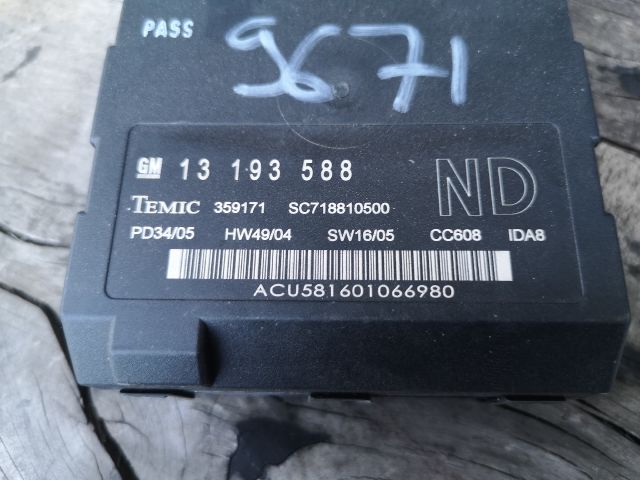 PASS
9671
GM 13 193 588 ND
TEMIC 359171 SC718810500
PD34/05 HW49/04 SW16/05 CC608 IDA8
ACU581601066980